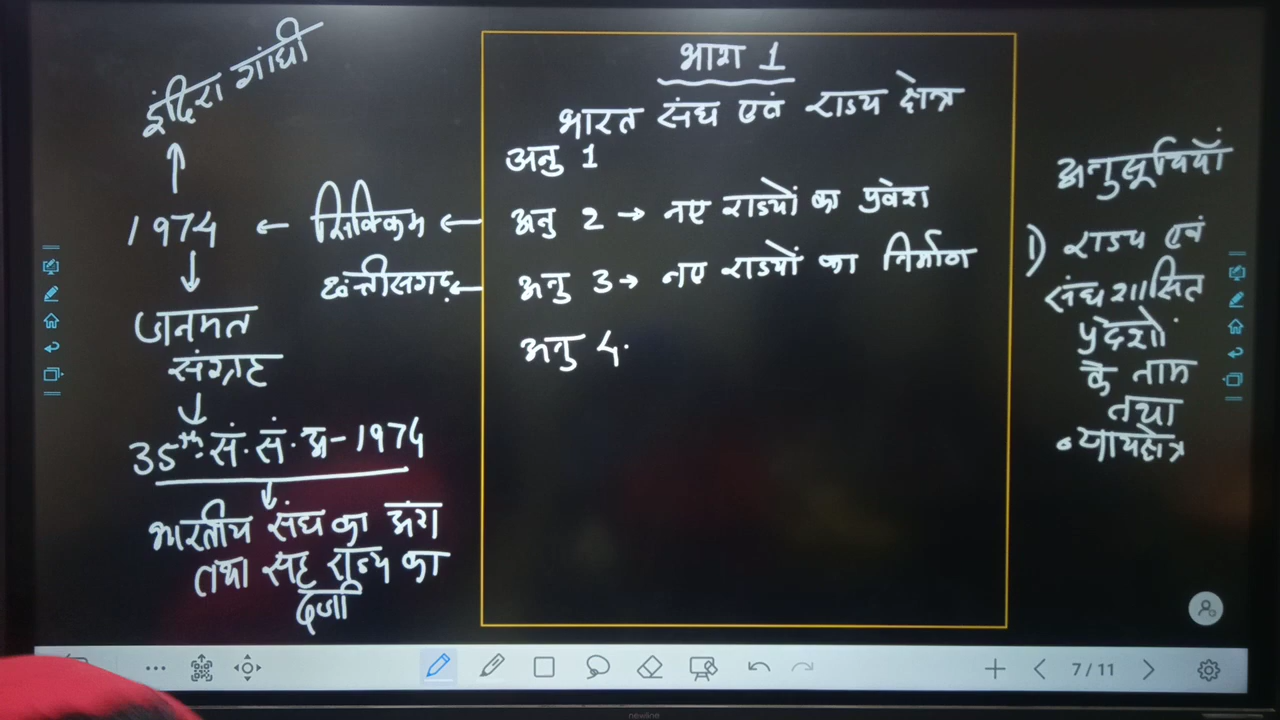 इंदिरा गांधी
1974 ← सिक्किम ←
छत्तीसगढ़ ←
जनमत
संग्रह
35th सं. सं. अ - 1974
भारतीय संघ का अंग
तथा सह राज्य का
दर्जा
भाग 1
भारत संघ एवं राज्य क्षेत्र
अनु 1
अनु 2 → नए राज्यों का प्रवेश
अनु 3 → नए राज्यों का निर्माण
अनु 4.
अनुसूचियाँ
1) राज्य एवं
संघ शासित
प्रदेशों
के नाम
तथा
न्यायक्षेत्र
7/11
newline